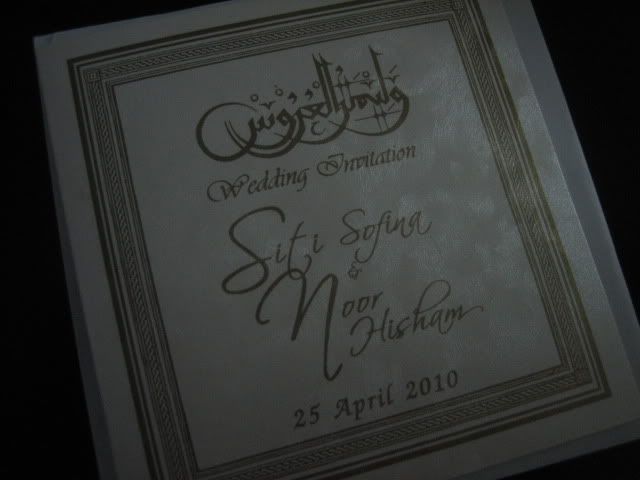 وليمة العروس
Wedding Invitation
Siti Sofina
&
Noor
Hisham
25 April 2010